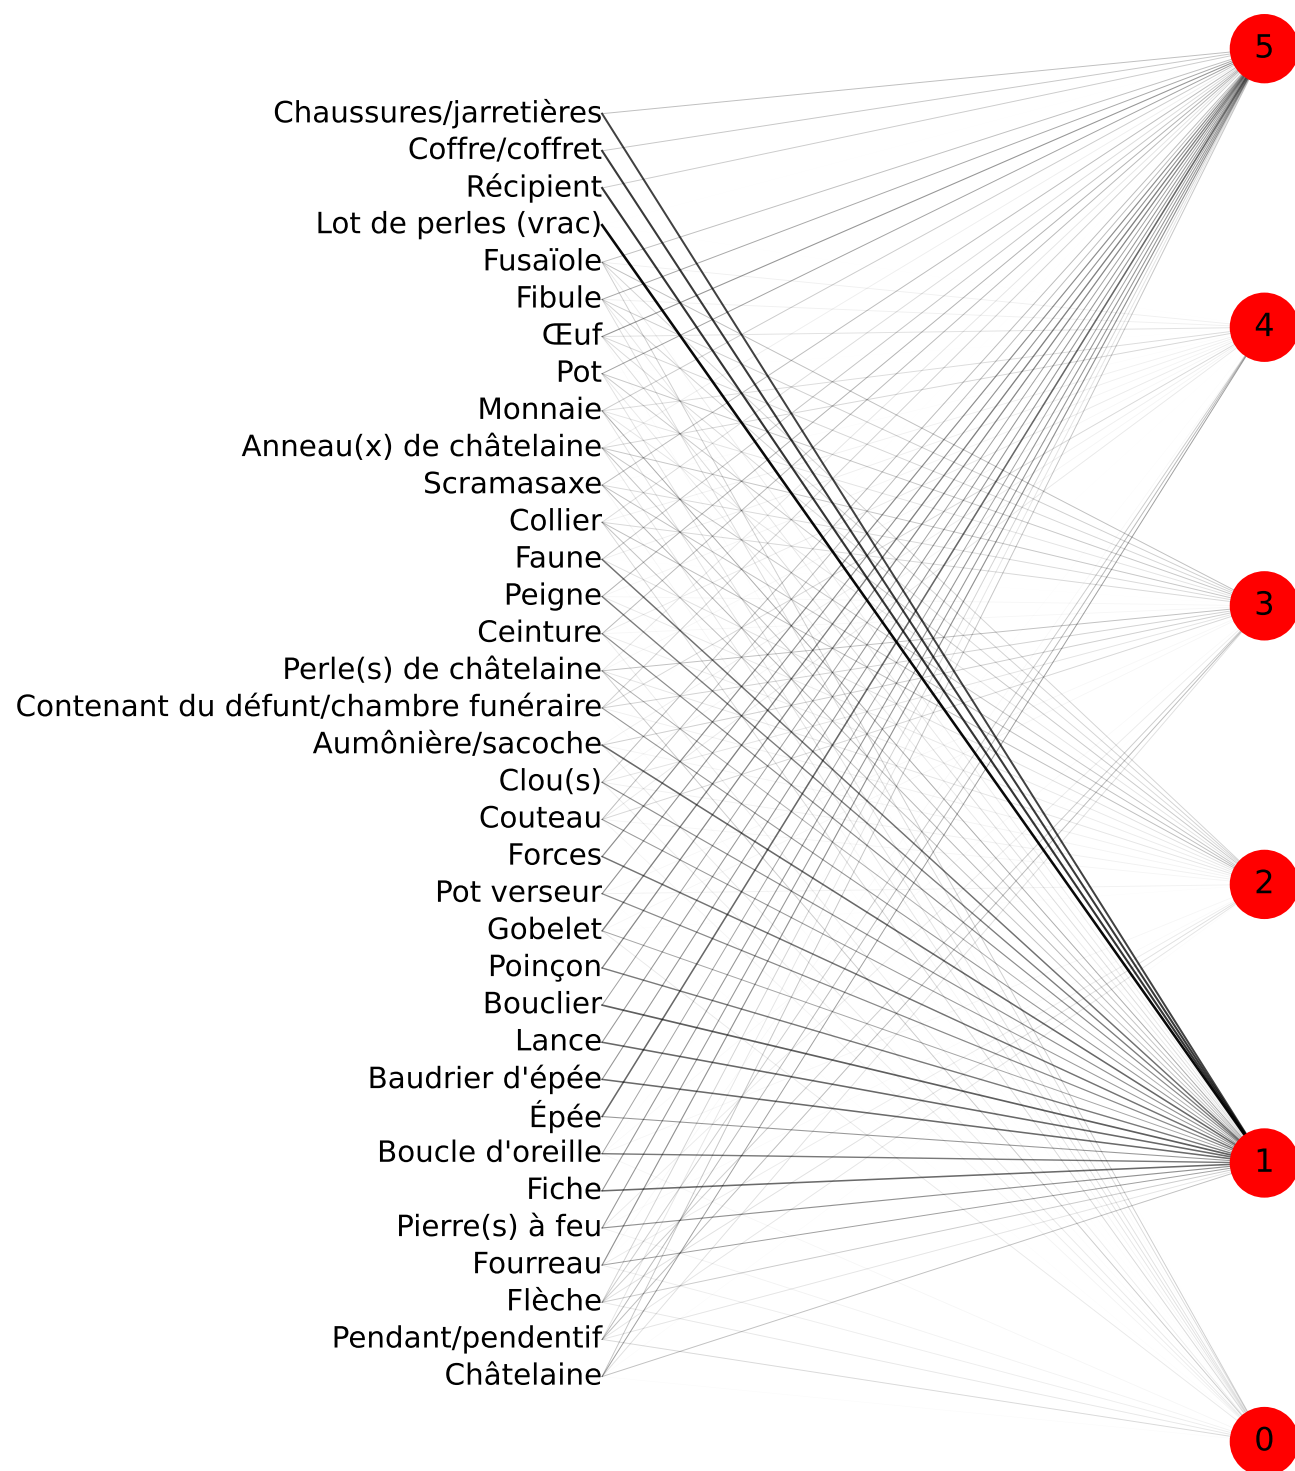 5
Chaussures/jarretières
Coffre/coffret
Récipient
Lot de perles (vrac)
Fusaïole
Fibule
4
Œuf
Pot
Monnaie
Anneau(x) de châtelaine
Scramasaxe
Collier
Faune
Peigne
3
Ceinture
Perle(s) de châtelaine
Contenant du défunt/chambre funéraire
Aumônière/sacoche
Clou(s)
Couteau
Forces
2
Pot verseur
Gobelet
Poinçon
Bouclier
Lance
Baudrier d'épée
Épée
Boucle d'oreille
1
Fiche
Pierre(s) à feu
Fourreau
Flèche
Pendant/pendentif
Châtelaine
0